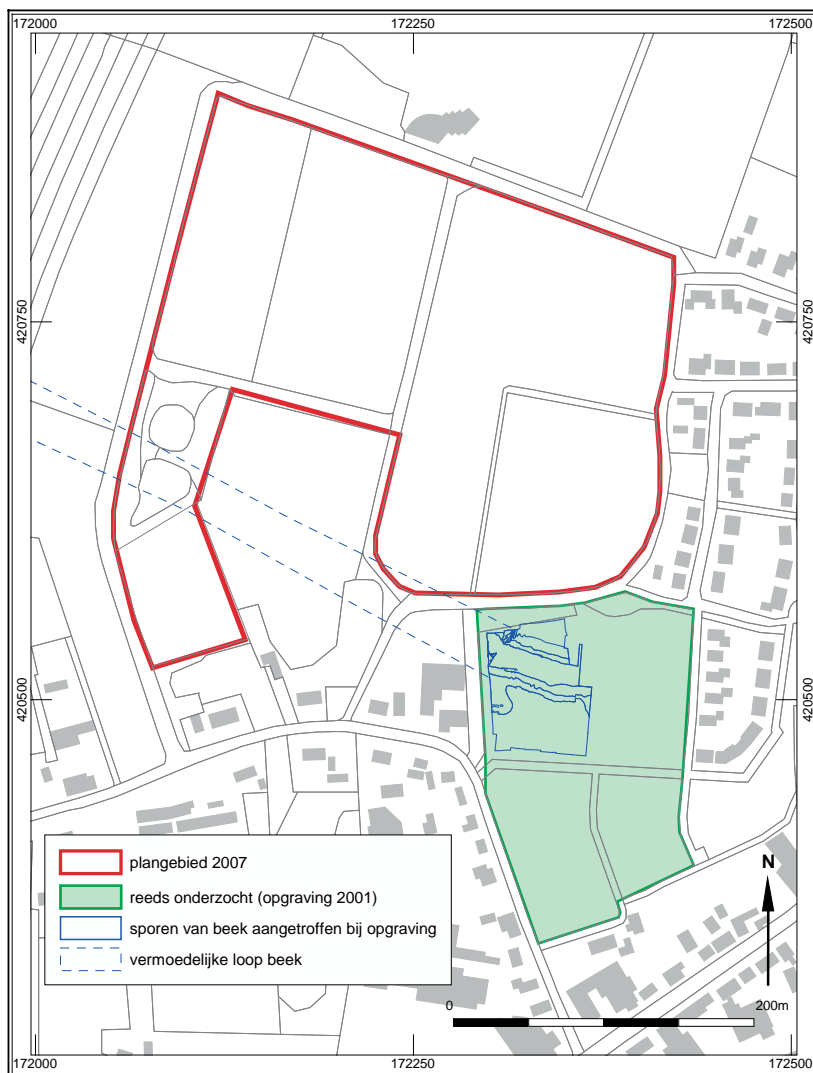 172000
172250
172500
420750
420750
420500
420500
plangebied 2007
reeds onderzocht (opgraving 2001)
sporen van beek aangetroffen bij opgraving
vermoedelijke loop beek
N
0
200m
172000
172250
172500